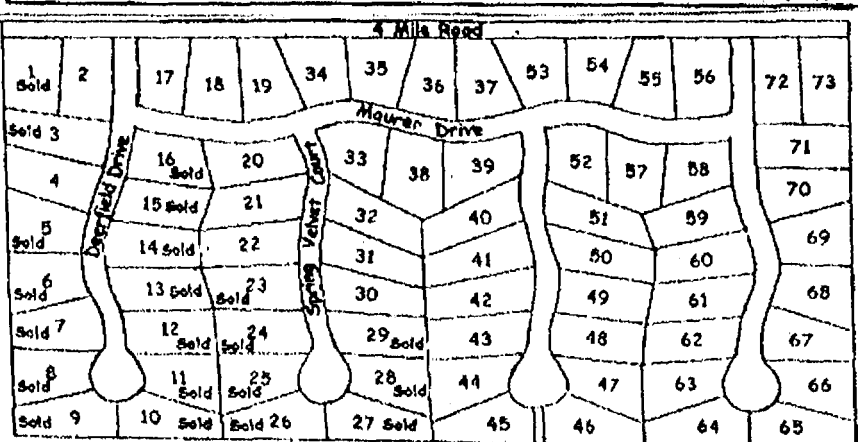 4 Mile Road
1 Sold
2
17
18
19
34
35
36
37
53
54
55
56
72
73
Maurer Drive
Sold 3
4
5 Sold
6 Sold
Sold 7
8 Sold
Sold 9
Deerfield Drive
16 Sold
15 Sold
14 Sold
13 Sold
12 Sold
11 Sold
10 Sold
20
21
22
23 Sold
24 Sold
25 Sold
Sold 26
Spring Velvet Court
33
32
31
30
29 Sold
28 Sold
27 Sold
38
39
40
41
42
43
44
45
52
51
50
49
48
47
46
57
58
59
60
61
62
63
64
71
70
69
68
67
66
65